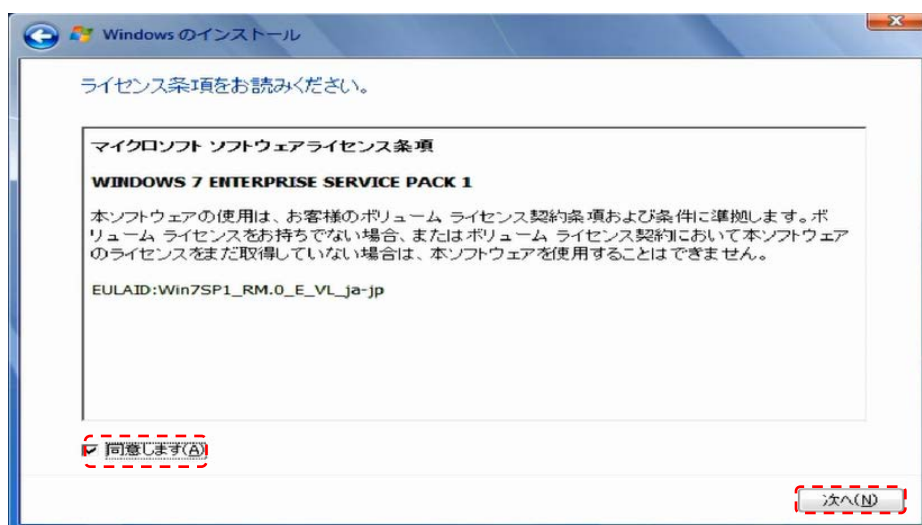 Windows のインストール
ライセンス条項をお読みください。
マイクロソフト ソフトウェアライセンス条項
WINDOWS 7 ENTERPRISE SERVICE PACK 1
本ソフトウェアの使用は、お客様のボリューム ライセンス契約条項および条件に準拠します。ボ
リューム ライセンスをお持ちでない場合、またはボリューム ライセンス契約において本ソフトウェア
のライセンスをまだ取得していない場合は、本ソフトウェアを使用することはできません。
EULAID:Win7SP1_RM.0_E_VL_ja-jp
同意します(A)
次へ(N)